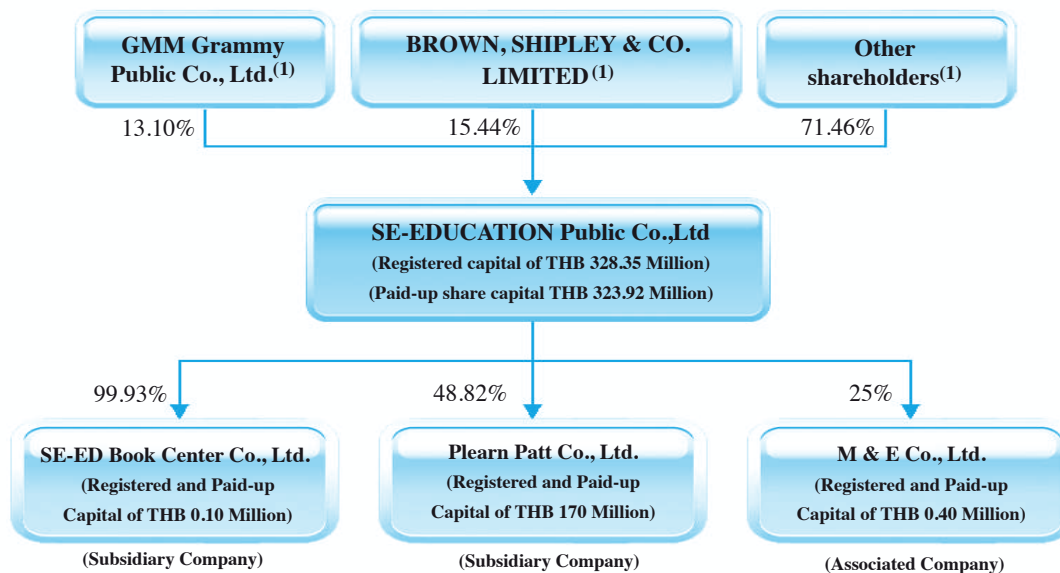 GMM Grammy
Public Co., Ltd.(1)
BROWN, SHIPLEY & CO.
LIMITED(1)
Other
shareholders(1)
13.10%
15.44%
71.46%
SE-EDUCATION Public Co.,Ltd
(Registered capital of THB 328.35 Million)
(Paid-up share capital THB 323.92 Million)
99.93%
48.82%
25%
SE-ED Book Center Co., Ltd.
(Registered and Paid-up
Capital of THB 0.10 Million)
(Subsidiary Company)
Plearn Patt Co., Ltd.
(Registered and Paid-up
Capital of THB 170 Million)
(Subsidiary Company)
M & E Co., Ltd.
(Registered and Paid-up
Capital of THB 0.40 Million)
(Associated Company)